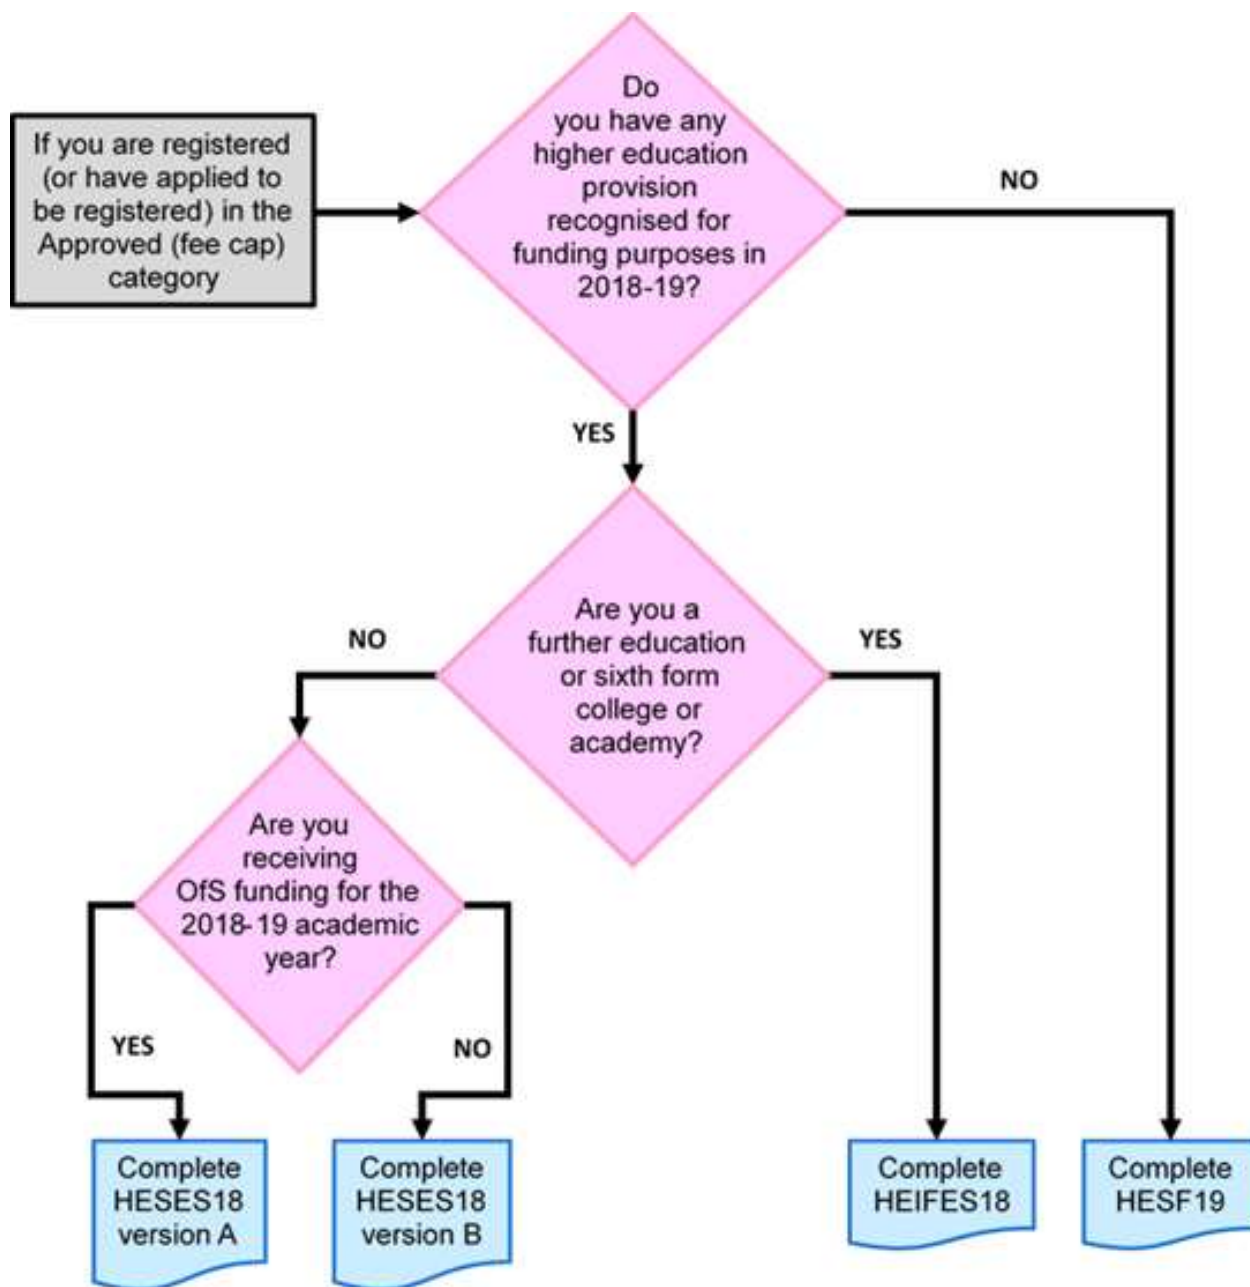 If you are registered
(or have applied to
be registered) in the
Approved (fee cap)
category
Do
you have any
higher education
provision
recognised for
funding purposes in
2018-19?
NO
YES
Are you a
further education
or sixth form
college or
academy?
NO
YES
Are you
receiving
OfS funding for the
2018-19 academic
year?
YES
NO
Complete
HESES18
version A
Complete
HESES18
version B
Complete
HEIFES18
Complete
HESF19